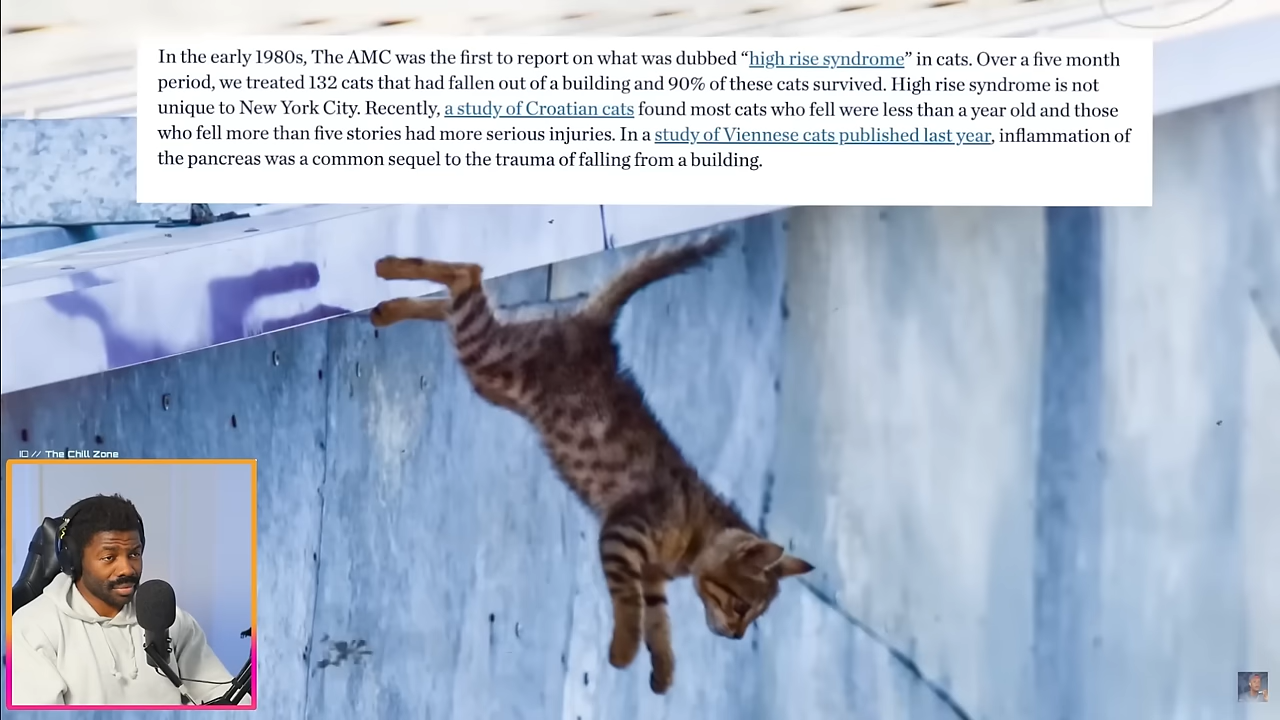 In the early 1980s, The AMC was the first to report on what was dubbed “high rise syndrome” in cats. Over a five month
period, we treated 132 cats that had fallen out of a building and 90% of these cats survived. High rise syndrome is not
unique to New York City. Recently, a study of Croatian cats found most cats who fell were less than a year old and those
who fell more than five stories had more serious injuries. In a study of Viennese cats published last year, inflammation of
the pancreas was a common sequel to the trauma of falling from a building.
ID // The Chill Zone